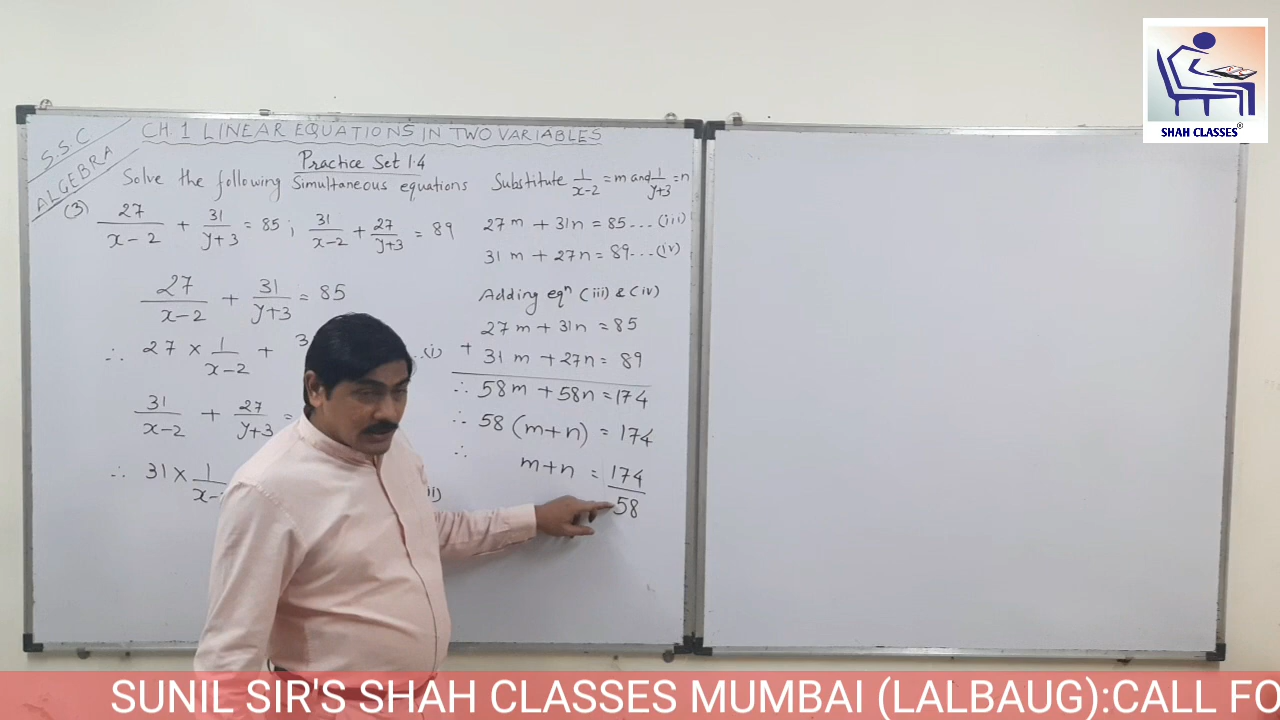 S.S.C
ALGEBRA
CH. 1 LINEAR EQUATIONS IN TWO VARIABLES
Practice Set 1.4
Solve the following Simultaneous equations
(3) 27/(x-2) + 31/(y+3) = 85 ; 31/(x-2) + 27/(y+3) = 89
27/(x-2) + 31/(y+3) = 85
∴ 27 × 1/(x-2) + 3 ...(i)
31/(x-2) + 27/(y+3) =
∴ 31 × 1/(x-
Substitute 1/(x-2) = m and 1/(y+3) = n
27m + 31n = 85 ... (iii)
31m + 27n = 89 ... (iv)
Adding eqⁿ (iii) & (iv)
27m + 31n = 85
+ 31m + 27n = 89
∴ 58m + 58n = 174
∴ 58 (m+n) = 174
∴ m+n = 174/58
SHAH CLASSES®
SUNIL SIR'S SHAH CLASSES MUMBAI (LALBAUG):CALL FO